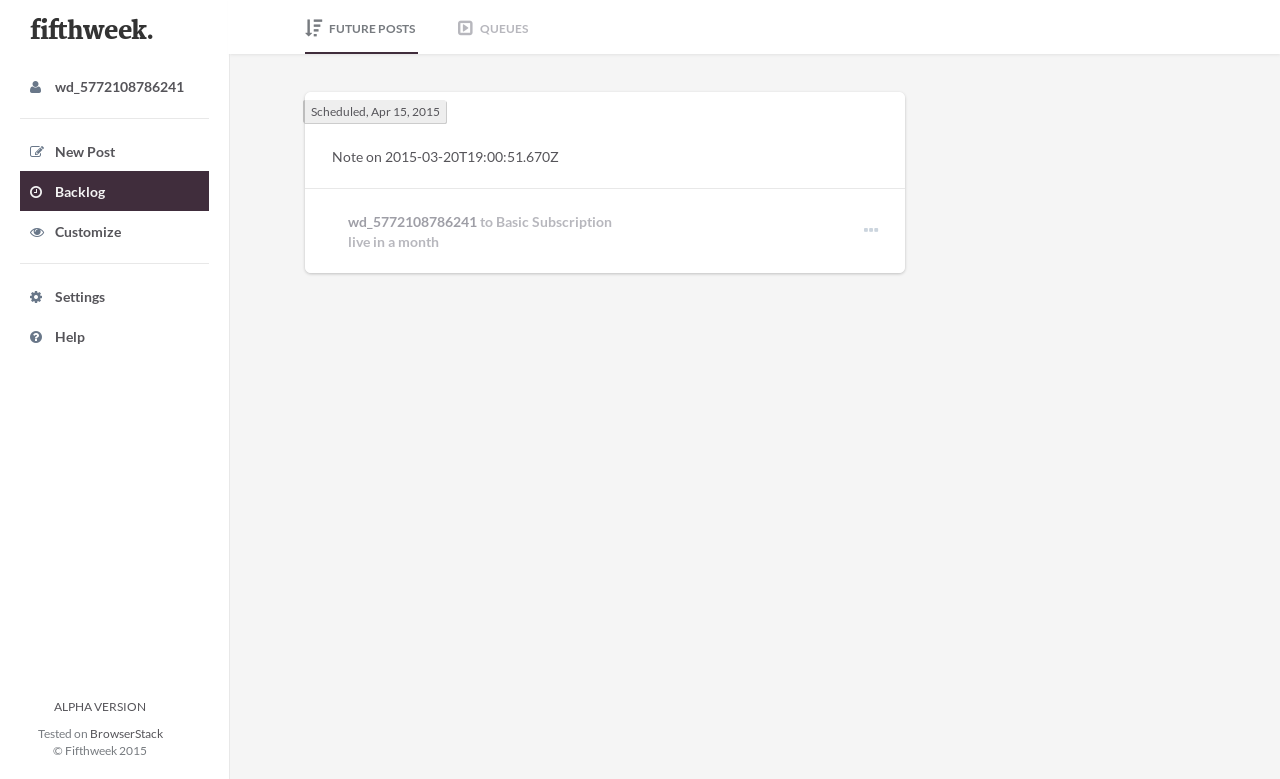 fifthweek.
wd_5772108786241
New Post
Backlog
Customize
Settings
Help
ALPHA VERSION
Tested on BrowserStack
© Fifthweek 2015
FUTURE POSTS
QUEUES
Scheduled, Apr 15, 2015
Note on 2015-03-20T19:00:51.670Z
wd_5772108786241 to Basic Subscription
live in a month